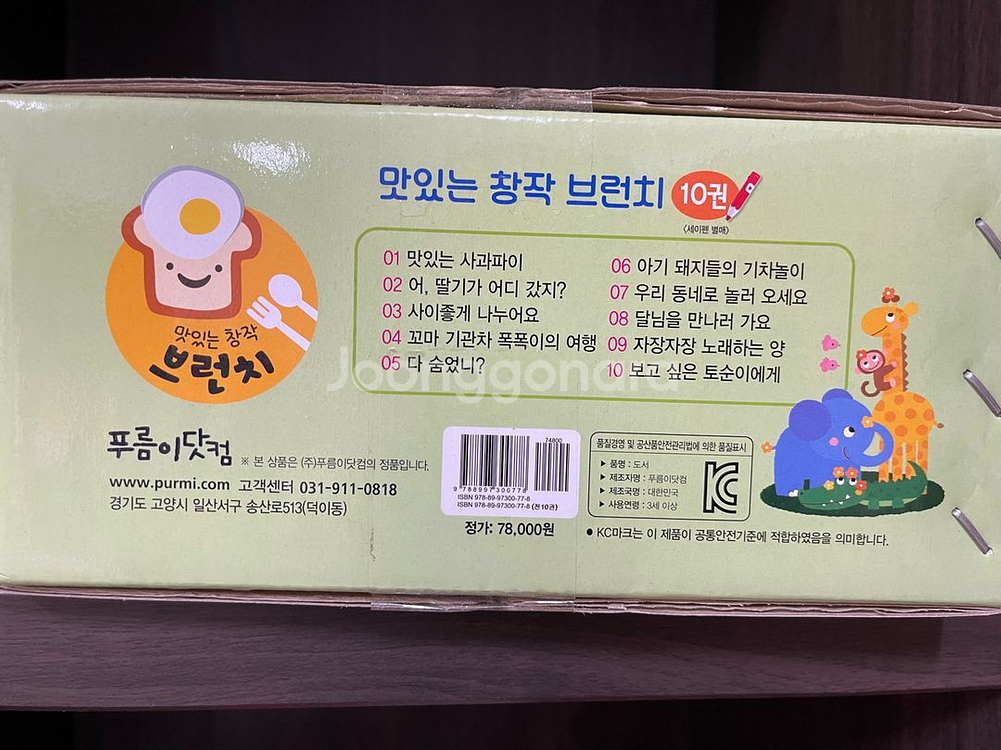 맛있는 창작 브런치 10권
〈세이펜 별매〉
01 맛있는 사과파이
02 어, 딸기가 어디 갔지?
03 사이좋게 나누어요
04 꼬마 기관차 폭폭이의 여행
05 다 숨었니?
06 아기 돼지들의 기차놀이
07 우리 동네로 놀러 오세요
08 달님을 만나러 가요
09 자장자장 노래하는 양
10 보고 싶은 토순이에게
맛있는 창작
브런치
Joonggonara
푸름이닷컴 ※ 본 상품은 (주)푸름이닷컴의 정품입니다.
www.purmi.com 고객센터 031-911-0818
경기도 고양시 일산서구 송산로513(덕이동)
74800
9 788997 300778
ISBN 978-89-97300-77-8
ISBN 978-89-97300-77-8 (전10권)
정가: 78,000원
품질경영 및 공산품안전관리법에 의한 품질표시
▶ 품명 : 도서
▶ 제조자명 : 푸름이닷컴
▶ 제조국명 : 대한민국
▶ 사용연령 : 3세 이상
KC
● KC마크는 이 제품이 공통안전기준에 적합하였음을 의미합니다.